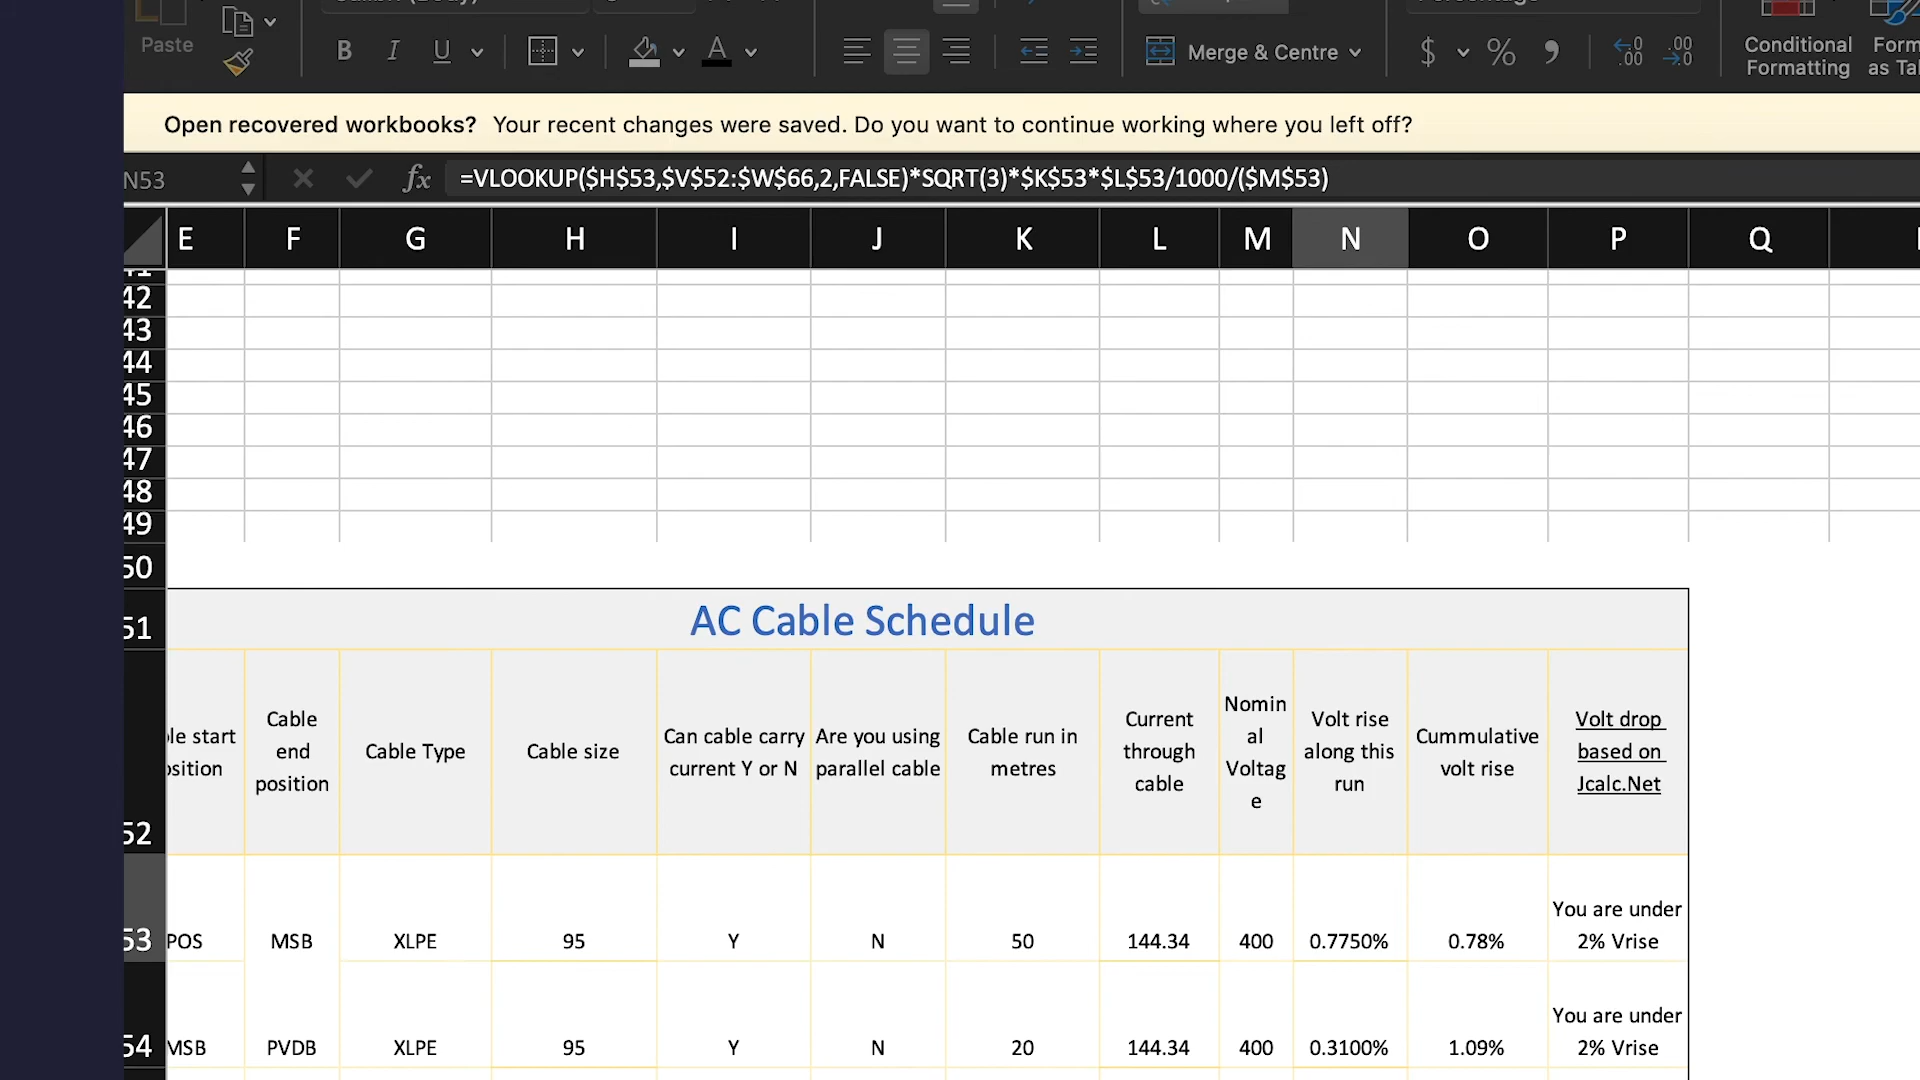 Paste
B I U
A
Merge & Centre
$ % 9
.00
.00
Conditional
Formatting
Open recovered workbooks? Your recent changes were saved. Do you want to continue working where you left off?
N53
fx
=VLOOKUP($H$53,$V$52:$W$66,2,FALSE)*SQRT(3)*$K$53*$L$53/1000/($M$53)
E F G H I J K L M N O P Q
42
43
44
45
46
47
48
49
50
51
AC Cable Schedule
52
le start
sition
Cable
end
position
Cable Type
Cable size
Can cable carry
current Y or N
Are you using
parallel cable
Cable run in
metres
Current
through
cable
Nomin
al
Voltag
e
Volt rise
along this
run
Cummulative
volt rise
Volt drop
based on
Jcalc.Net
53 POS MSB XLPE 95 Y N 50 144.34 400 0.7750% 0.78%
You are under
2% Vrise
54 MSB PVDB XLPE 95 Y N 20 144.34 400 0.3100% 1.09%
You are under
2% Vrise